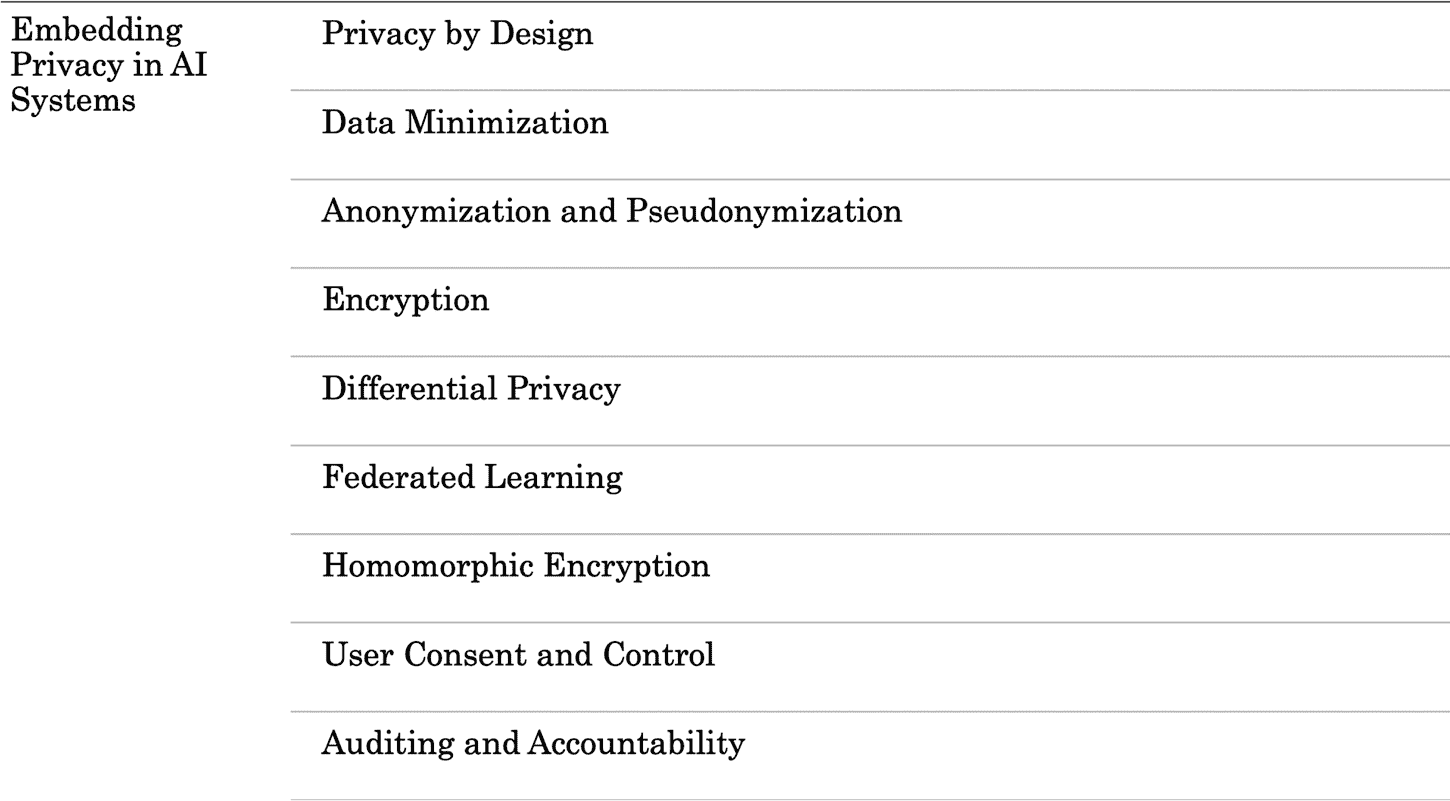 Embedding
Privacy in AI
Systems
Privacy by Design
Data Minimization
Anonymization and Pseudonymization
Encryption
Differential Privacy
Federated Learning
Homomorphic Encryption
User Consent and Control
Auditing and Accountability